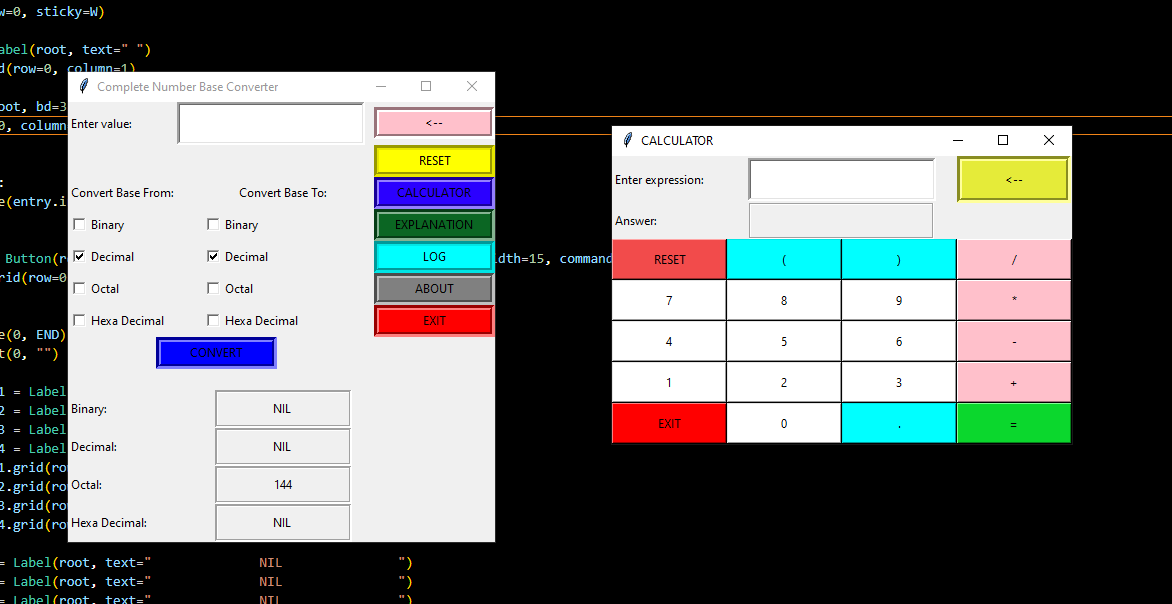 w=0, sticky=W)
abel(root, text=" ")
d(row=0, column=1)
oot, bd=3
0, column
:
e(entry.i
Button(r
idth=15, command
rid(row=0
e(0, END)
t(0, "")
1 = Label
2 = Label
3 = Label
4 = Label
1.grid(ro
2.grid(ro
3.grid(ro
4.grid(ro
= Label(root, text=" NIL ")
= Label(root, text=" NIL ")
= Label(root, text=" NIL ")
Complete Number Base Converter
Enter value:
<--
RESET
Convert Base From: Convert Base To:
CALCULATOR
Binary Binary
EXPLANATION
Decimal Decimal
LOG
Octal Octal
ABOUT
Hexa Decimal Hexa Decimal
EXIT
CONVERT
Binary: NIL
Decimal: NIL
Octal: 144
Hexa Decimal: NIL
CALCULATOR
Enter expression:
<--
Answer:
RESET ( ) /
7 8 9 *
4 5 6 -
1 2 3 +
EXIT 0 . =